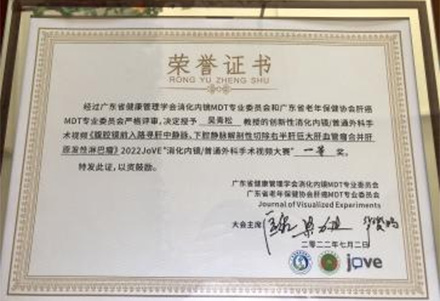 荣誉证书
RONG YU ZHENG SHU
经过广东省健康管理学会消化内镜MDT专业委员会和广东省老年保健协会肝癌
MDT专业委员会严格评审，决定授予 吴青松 教授的创新性消化内镜/普通外科手
术视频《腹腔镜前入路寻肝中静脉、下腔静脉解剖性切除右半肝低大肝血管瘤合并肝
原发性淋巴瘤》2022JoVE“消化内镜/普通外科手术视频大赛” 一等 奖。
特发此证，以资鼓励。
广东省健康管理学会消化内镜MDT专业委员会
广东省老年保健协会肝癌MDT专业委员会
Journal of Visualized Experiments
大会主席
二零二二年七月二日
jove